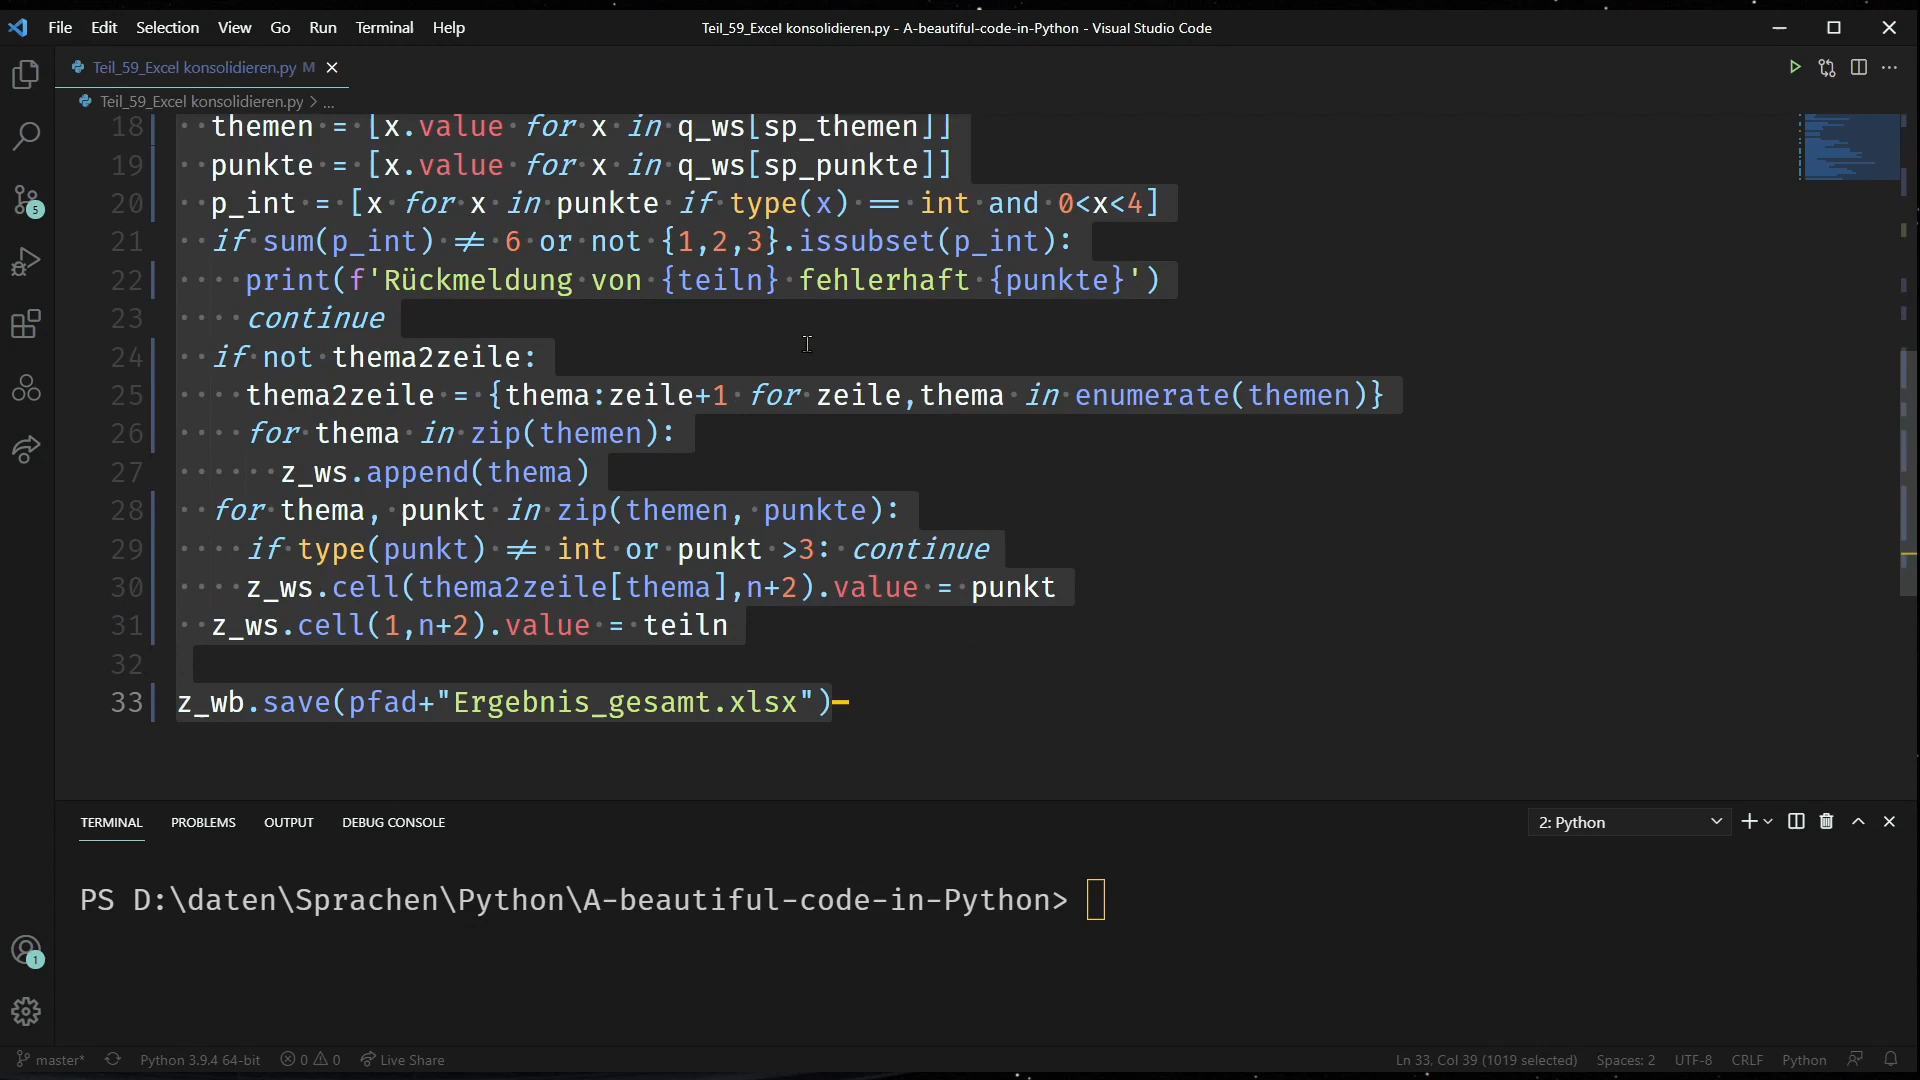 File Edit Selection View Go Run Terminal Help
Teil_59_Excel konsolidieren.py - A-beautiful-code-in-Python - Visual Studio Code
Teil_59_Excel konsolidieren.py M
Teil_59_Excel konsolidieren.py > ...
18 themen = [x.value for x in q_ws[sp_themen]]
19 punkte = [x.value for x in q_ws[sp_punkte]]
20 p_int = [x for x in punkte if type(x) == int and 0<x<4]
21 if sum(p_int) != 6 or not {1,2,3}.issubset(p_int):
22 print(f'Rückmeldung von {teiln} fehlerhaft {punkte}')
23 continue
24 if not thema2zeile:
25 thema2zeile = {thema:zeile+1 for zeile,thema in enumerate(themen)}
26 for thema in zip(themen):
27 z_ws.append(thema)
28 for thema, punkt in zip(themen, punkte):
29 if type(punkt) != int or punkt >3: continue
30 z_ws.cell(thema2zeile[thema],n+2).value = punkt
31 z_ws.cell(1,n+2).value = teiln
32
33 z_wb.save(pfad+"Ergebnis_gesamt.xlsx")
5
1
TERMINAL PROBLEMS OUTPUT DEBUG CONSOLE
2: Python
PS D:\daten\Sprachen\Python\A-beautiful-code-in-Python>
master* Python 3.9.4 64-bit 0 0 Live Share
Ln 33, Col 39 (1019 selected) Spaces: 2 UTF-8 CRLF Python